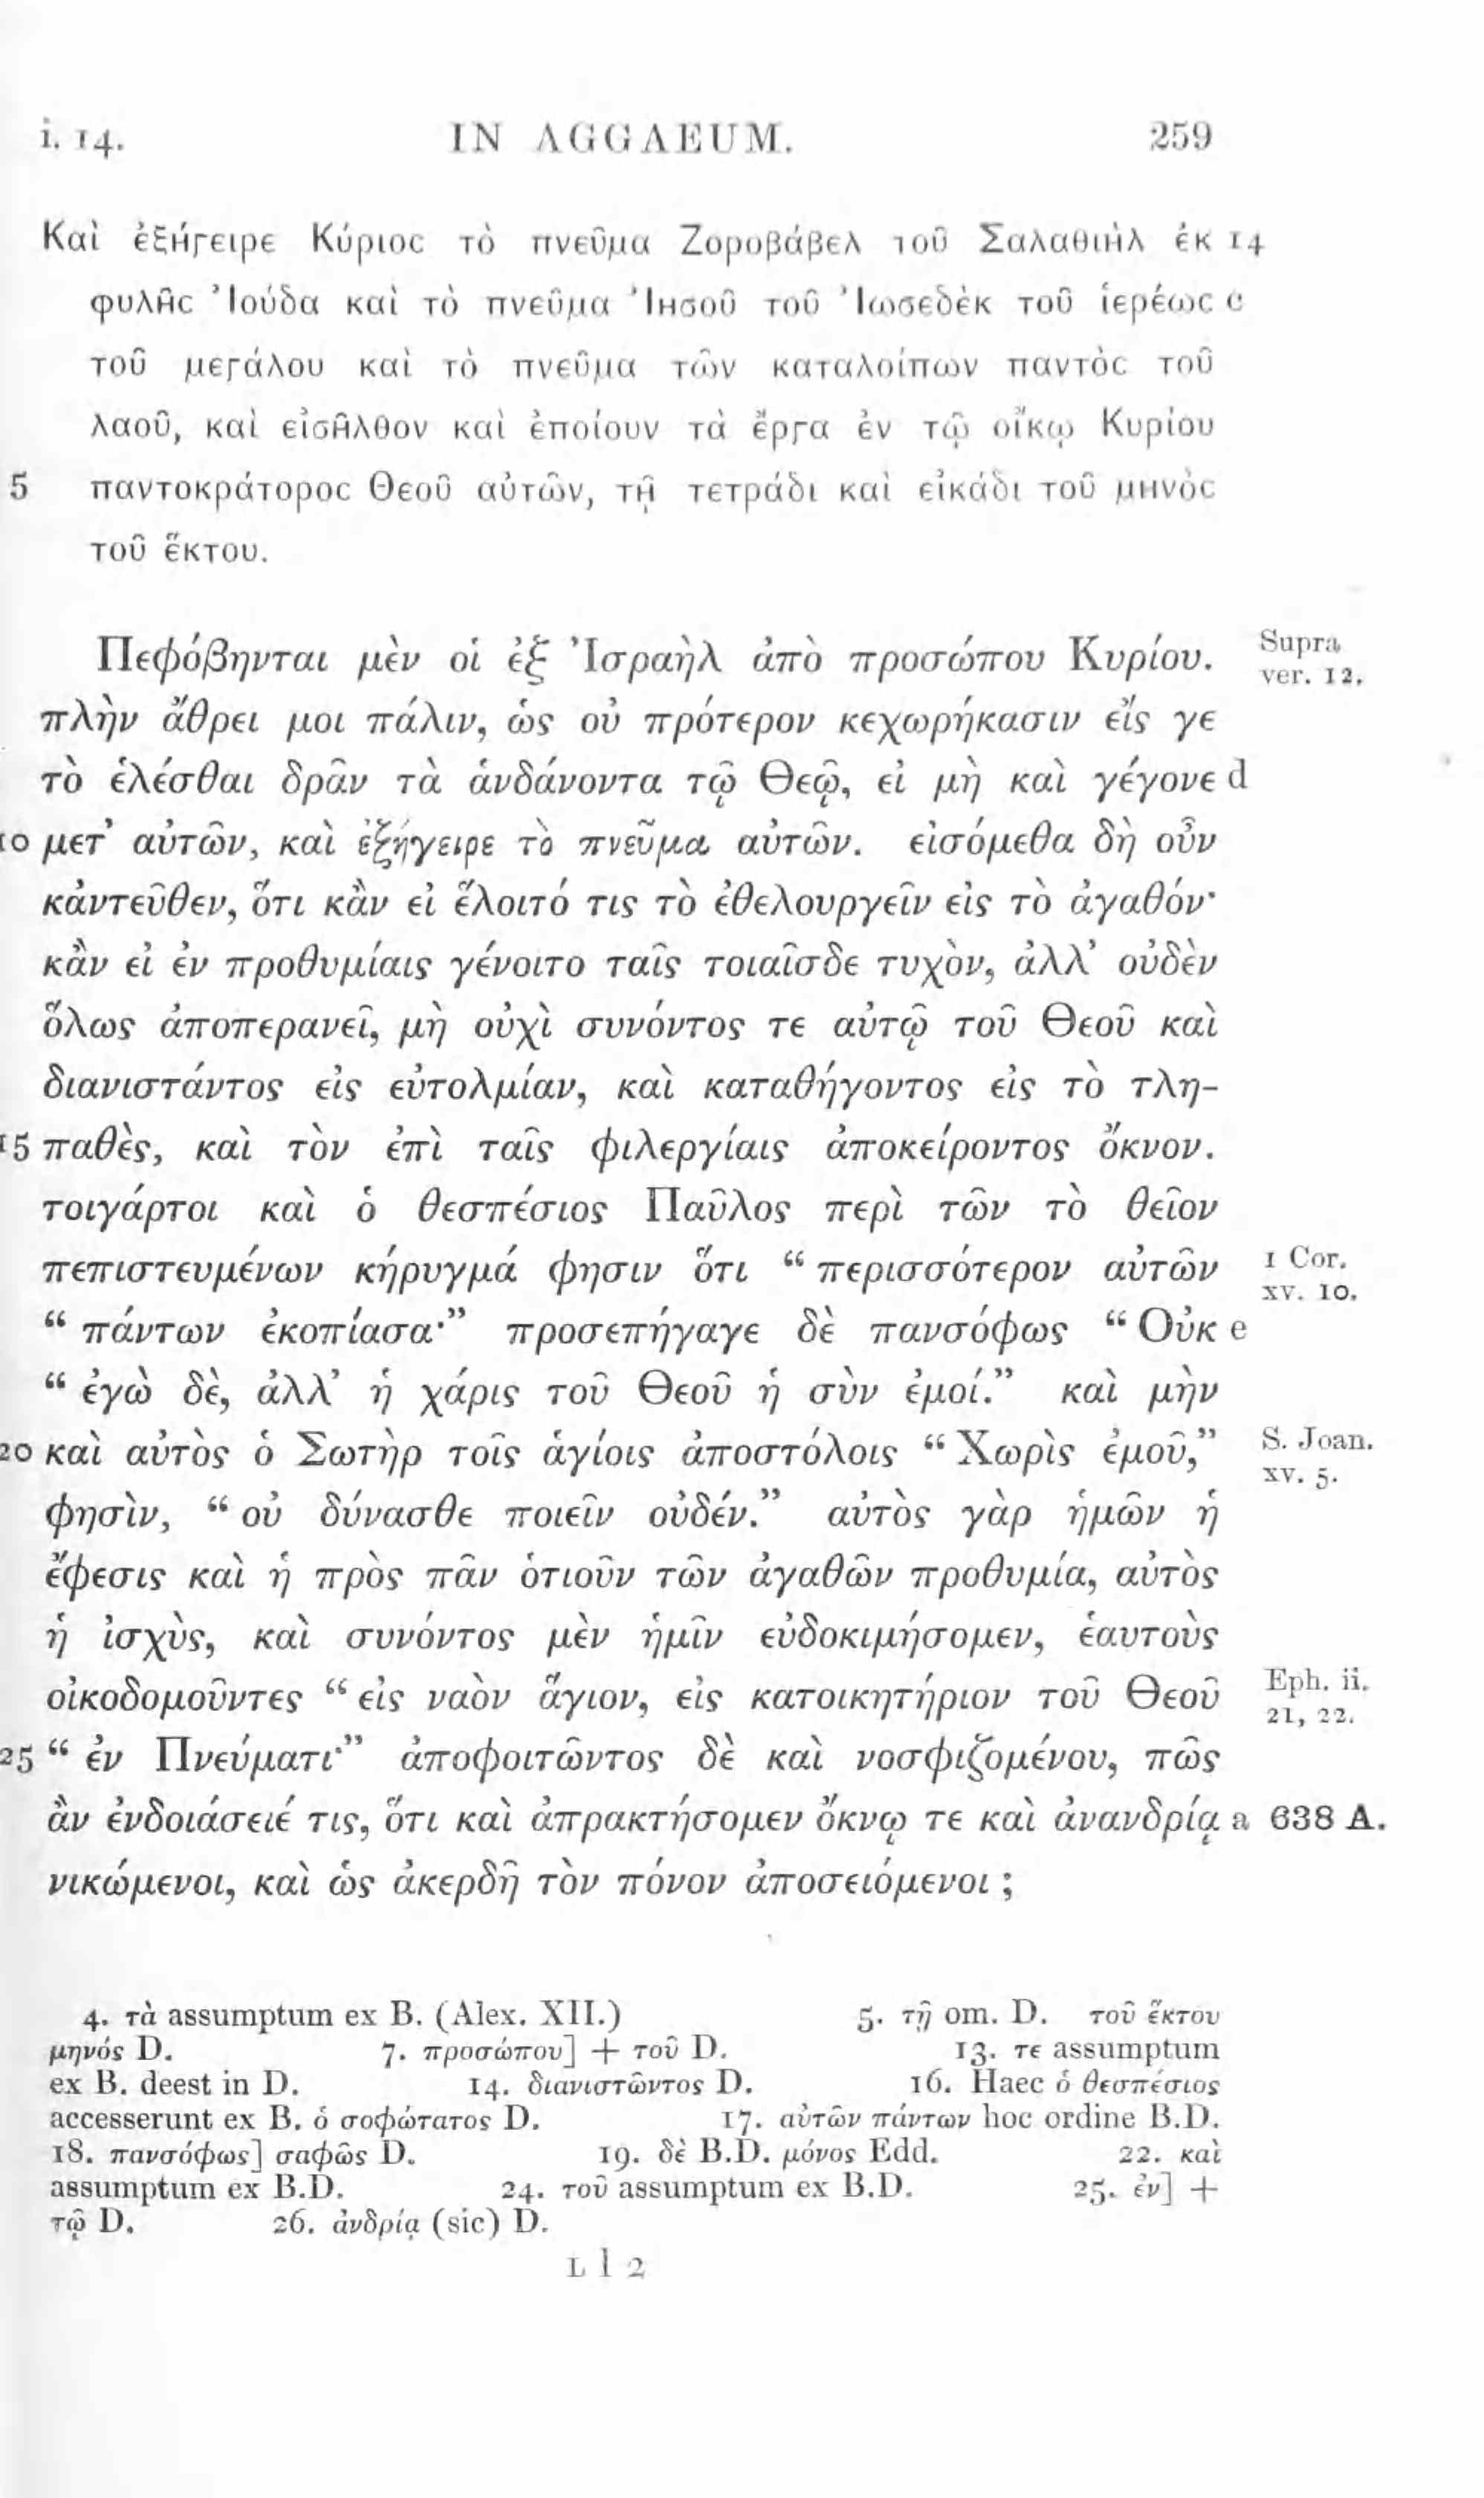 i. 14. IN AGGAEUM. 259
Καὶ ἐξήγειρε Κύριος τὸ πνεῦμα Ζοροβάβελ τοῦ Σαλαθιὴλ ἐκ 14
φυλῆς Ἰούδα καὶ τὸ πνεῦμα Ἰησοῦ τοῦ Ἰωσεδὲκ τοῦ ἱερέως c
τοῦ μεγάλου καὶ τὸ πνεῦμα τῶν καταλοίπων παντὸς τοῦ
λαοῦ, καὶ εἰσῆλθον καὶ ἐποίουν τὰ ἔργα ἐν τῷ οἴκῳ Κυρίου
5 παντοκράτορος Θεοῦ αὐτῶν, τῇ τετράδι καὶ εἰκάδι τοῦ μηνὸς
τοῦ ἕκτου.
Πεφόβηνται μὲν οἱ ἐξ Ἰσραὴλ ἀπὸ προσώπου Κυρίου. Supra
ver. 12.
πλὴν ἄθρει μοι πάλιν, ὡς οὐ πρότερον κεχωρήκασιν εἴς γε
τὸ ἑλέσθαι δρᾶν τὰ ἁνδάνοντα τῷ Θεῷ, εἰ μὴ καὶ γέγονε d
10 μετ᾽ αὐτῶν, καὶ ἐξήγειρε τὸ πνεῦμα αὐτῶν. εἰσόμεθα δὴ οὖν
κἀντεῦθεν, ὅτι κἂν εἰ ἕλοιτό τις τὸ ἐθελουργεῖν εἰς τὸ ἀγαθόν·
κἂν εἰ ἐν προθυμίαις γένοιτο ταῖς τοιαῖσδε τυχὸν, ἀλλ᾽ οὐδὲν
ὅλως ἀποπερανεῖ, μὴ οὐχὶ συνόντος τε αὐτῷ τοῦ Θεοῦ καὶ
διανιστάντος εἰς εὐτολμίαν, καὶ καταθήγοντος εἰς τὸ τλη-
15 παθὲς, καὶ τὸν ἐπὶ ταῖς φιλεργίαις ἀποκείροντος ὄκνον.
τοιγάρτοι καὶ ὁ θεσπέσιος Παῦλος περὶ τῶν τὸ θεῖον
πεπιστευμένων κήρυγμά φησιν ὅτι “ περισσότερον αὐτῶν 1 Cor.
xv. 10.
“ πάντων ἐκοπίασα·” προσεπήγαγε δὲ πανσόφως “ Οὐκ e
“ ἐγὼ δὲ, ἀλλ᾽ ἡ χάρις τοῦ Θεοῦ ἡ σὺν ἐμοί.” καὶ μὴν
20 καὶ αὐτὸς ὁ Σωτὴρ τοῖς ἁγίοις ἀποστόλοις “ Χωρὶς ἐμοῦ,” S. Joan.
xv. 5.
φησὶν, “ οὐ δύνασθε ποιεῖν οὐδέν.” αὐτὸς γὰρ ἡμῶν ἡ
ἔφεσις καὶ ἡ πρὸς πᾶν ὁτιοῦν τῶν ἀγαθῶν προθυμία, αὐτὸς
ἡ ἰσχὺς, καὶ συνόντος μὲν ἡμῖν εὐδοκιμήσομεν, ἑαυτοὺς
οἰκοδομοῦντες “ εἰς ναὸν ἅγιον, εἰς κατοικητήριον τοῦ Θεοῦ Eph. ii.
21, 22.
25 “ ἐν Πνεύματι·” ἀποφοιτῶντος δὲ καὶ νοσφιζομένου, πῶς
ἂν ἐνδοιάσειέ τις, ὅτι καὶ ἀπρακτήσομεν ὄκνῳ τε καὶ ἀνανδρίᾳ a 638 A.
νικώμενοι, καὶ ὡς ἀκερδῆ τὸν πόνον ἀποσειόμενοι ;
4. τὰ assumptum ex B. (Alex. XII.) 5. τῇ om. D. τοῦ ἕκτου
μηνός D. 7. προσώπου] + τοῦ D. 13. τε assumptum
ex B. deest in D. 14. διανιστῶντος D. 16. Haec ὁ θεσπέσιος
accesserunt ex B. ὁ σοφώτατος D. 17. αὐτῶν πάντων hoc ordine B.D.
18. πανσόφως] σαφῶς D. 19. δὲ B.D. μόνος Edd. 22. καὶ
assumptum ex B.D. 24. τοῦ assumptum ex B.D. 25. ἐν] +
τῷ D. 26. ἀνδρίᾳ (sic) D.
L l 2